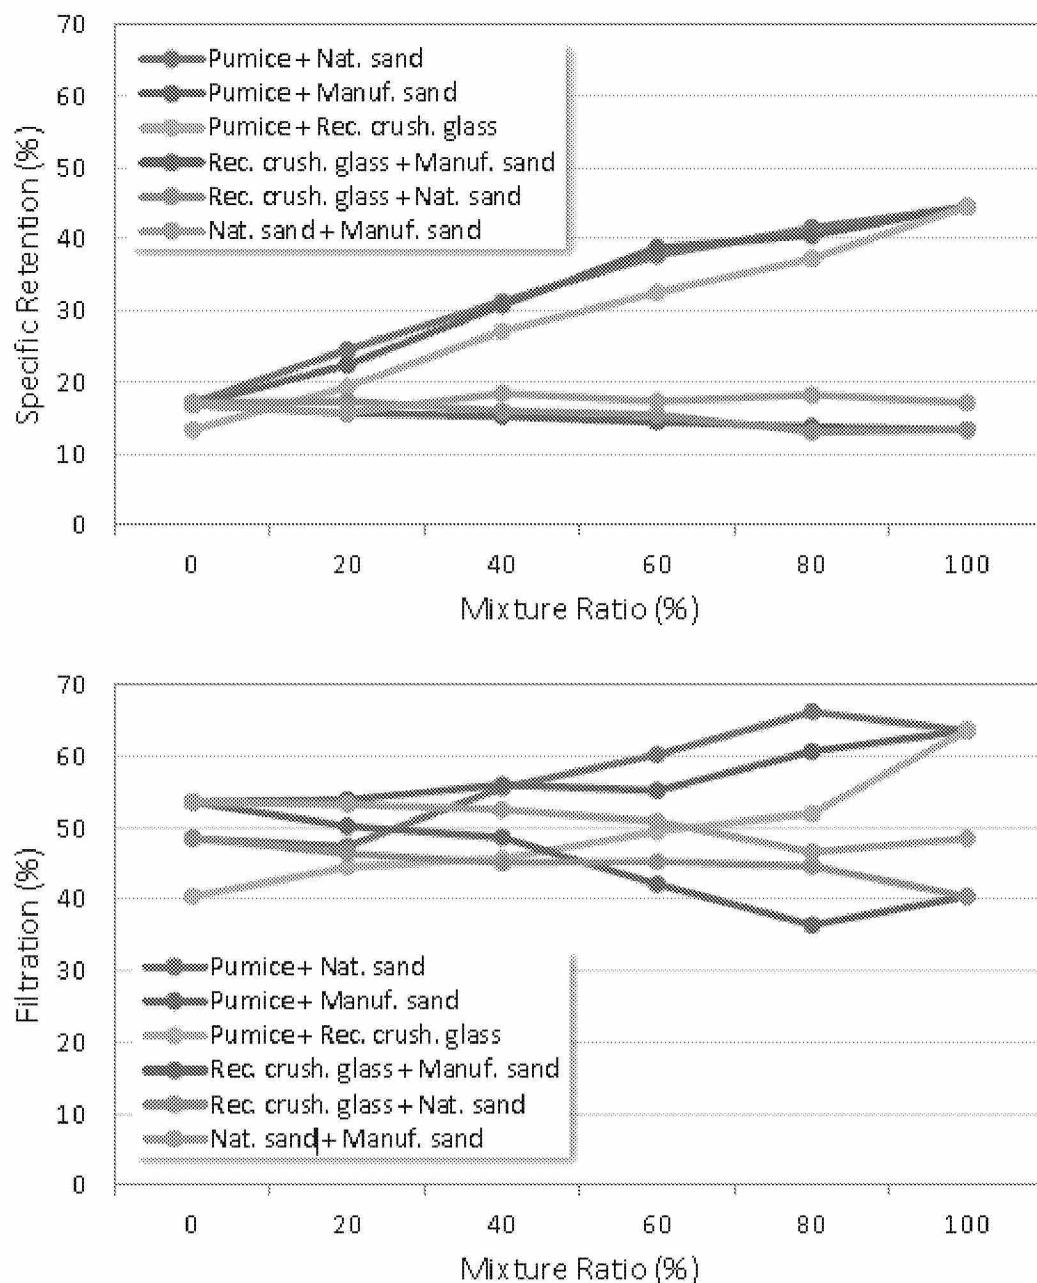 70
60
50
40
30
20
10
0
Specific Retention (%)
Pumice + Nat. sand
Pumice + Manuf. sand
Pumice + Rec. crush. glass
Rec. crush. glass + Manuf. sand
Rec. crush. glass + Nat. sand
Nat. sand + Manuf. sand
0 20 40 60 80 100
Mixture Ratio (%)
70
60
50
40
30
20
10
0
Filtration (%)
Pumice + Nat. sand
Pumice + Manuf. sand
Pumice + Rec. crush. glass
Rec. crush. glass + Manuf. sand
Rec. crush. glass + Nat. sand
Nat. sand + Manuf. sand
0 20 40 60 80 100
Mixture Ratio (%)